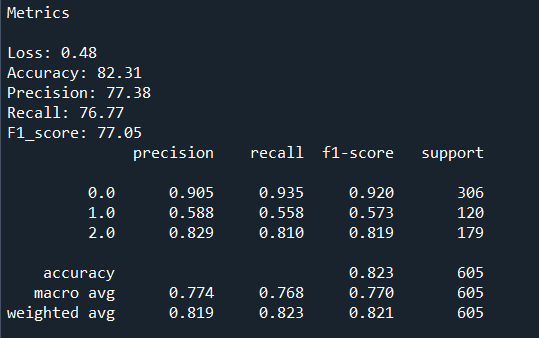 Metrics
Loss: 0.48
Accuracy: 82.31
Precision: 77.38
Recall: 76.77
F1_score: 77.05
precision recall f1-score support
0.0 0.905 0.935 0.920 306
1.0 0.588 0.558 0.573 120
2.0 0.829 0.810 0.819 179
accuracy 0.823 605
macro avg 0.774 0.768 0.770 605
weighted avg 0.819 0.823 0.821 605